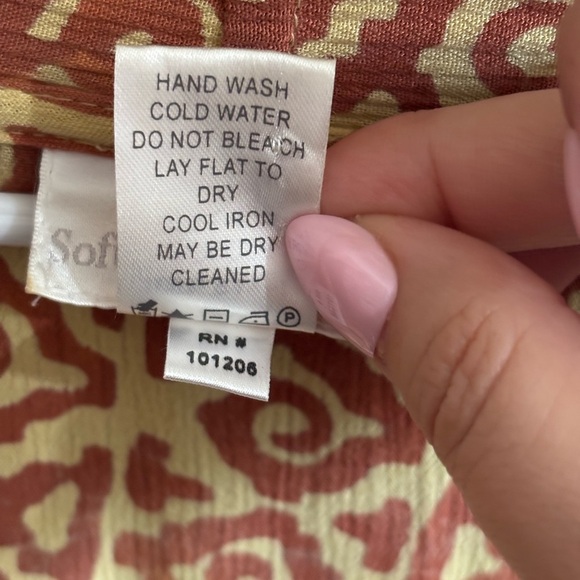 HAND WASH
COLD WATER
DO NOT BLEACH
LAY FLAT TO
DRY
COOL IRON
MAY BE DRY
CLEANED
P
Soft
RN #
101206